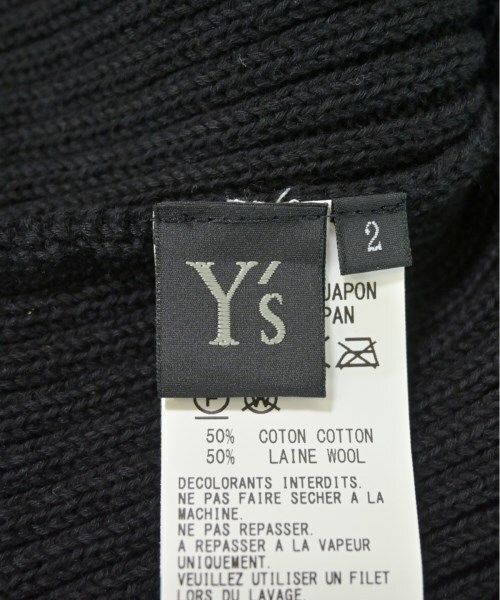 Y's
2
JAPON
PAN
P W
50% COTON COTTON
50% LAINE WOOL
DECOLORANTS INTERDITS.
NE PAS FAIRE SECHER A LA
MACHINE.
NE PAS REPASSER.
A REPASSER A LA VAPEUR
UNIQUEMENT.
VEUILLEZ UTILISER UN FILET
LORS DU LAVAGE.